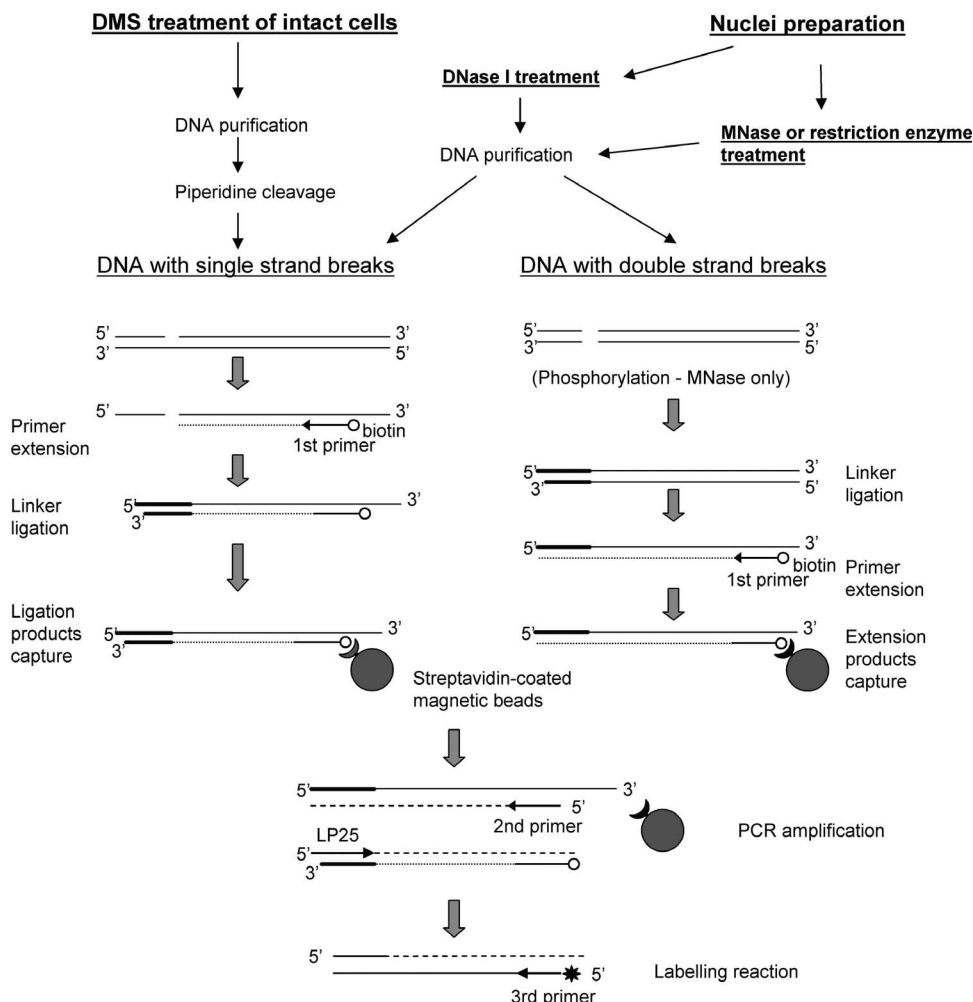 DMS treatment of intact cells
Nuclei preparation
DNase I treatment
DNA purification
MNase or restriction enzyme
treatment
DNA purification
Piperidine cleavage
DNA with single strand breaks
DNA with double strand breaks
5’ 3’
3’ 5’
5’ 3’
3’ 5’
(Phosphorylation - MNase only)
5’ 3’
Primer
extension
biotin
1st primer
Linker
ligation
5’ 3’
3’
5’ 3’
3’ 5’
Linker
ligation
5’ 3’
biotin
1st primer
Primer
extension
Ligation
products
capture
5’ 3’
3’
5’ 3’
Extension
products
capture
Streptavidin-coated
magnetic beads
5’ 3’
5’
2nd primer
PCR amplification
LP25
5’
3’
5’
5’
Labelling reaction
3rd primer